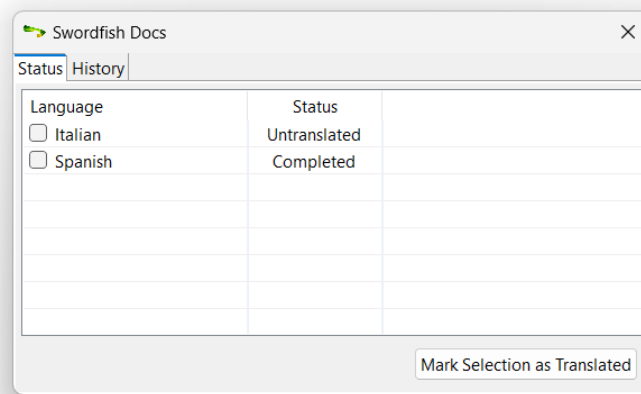 Swordfish Docs
Status History
Language Status
Italian Untranslated
Spanish Completed
Mark Selection as Translated